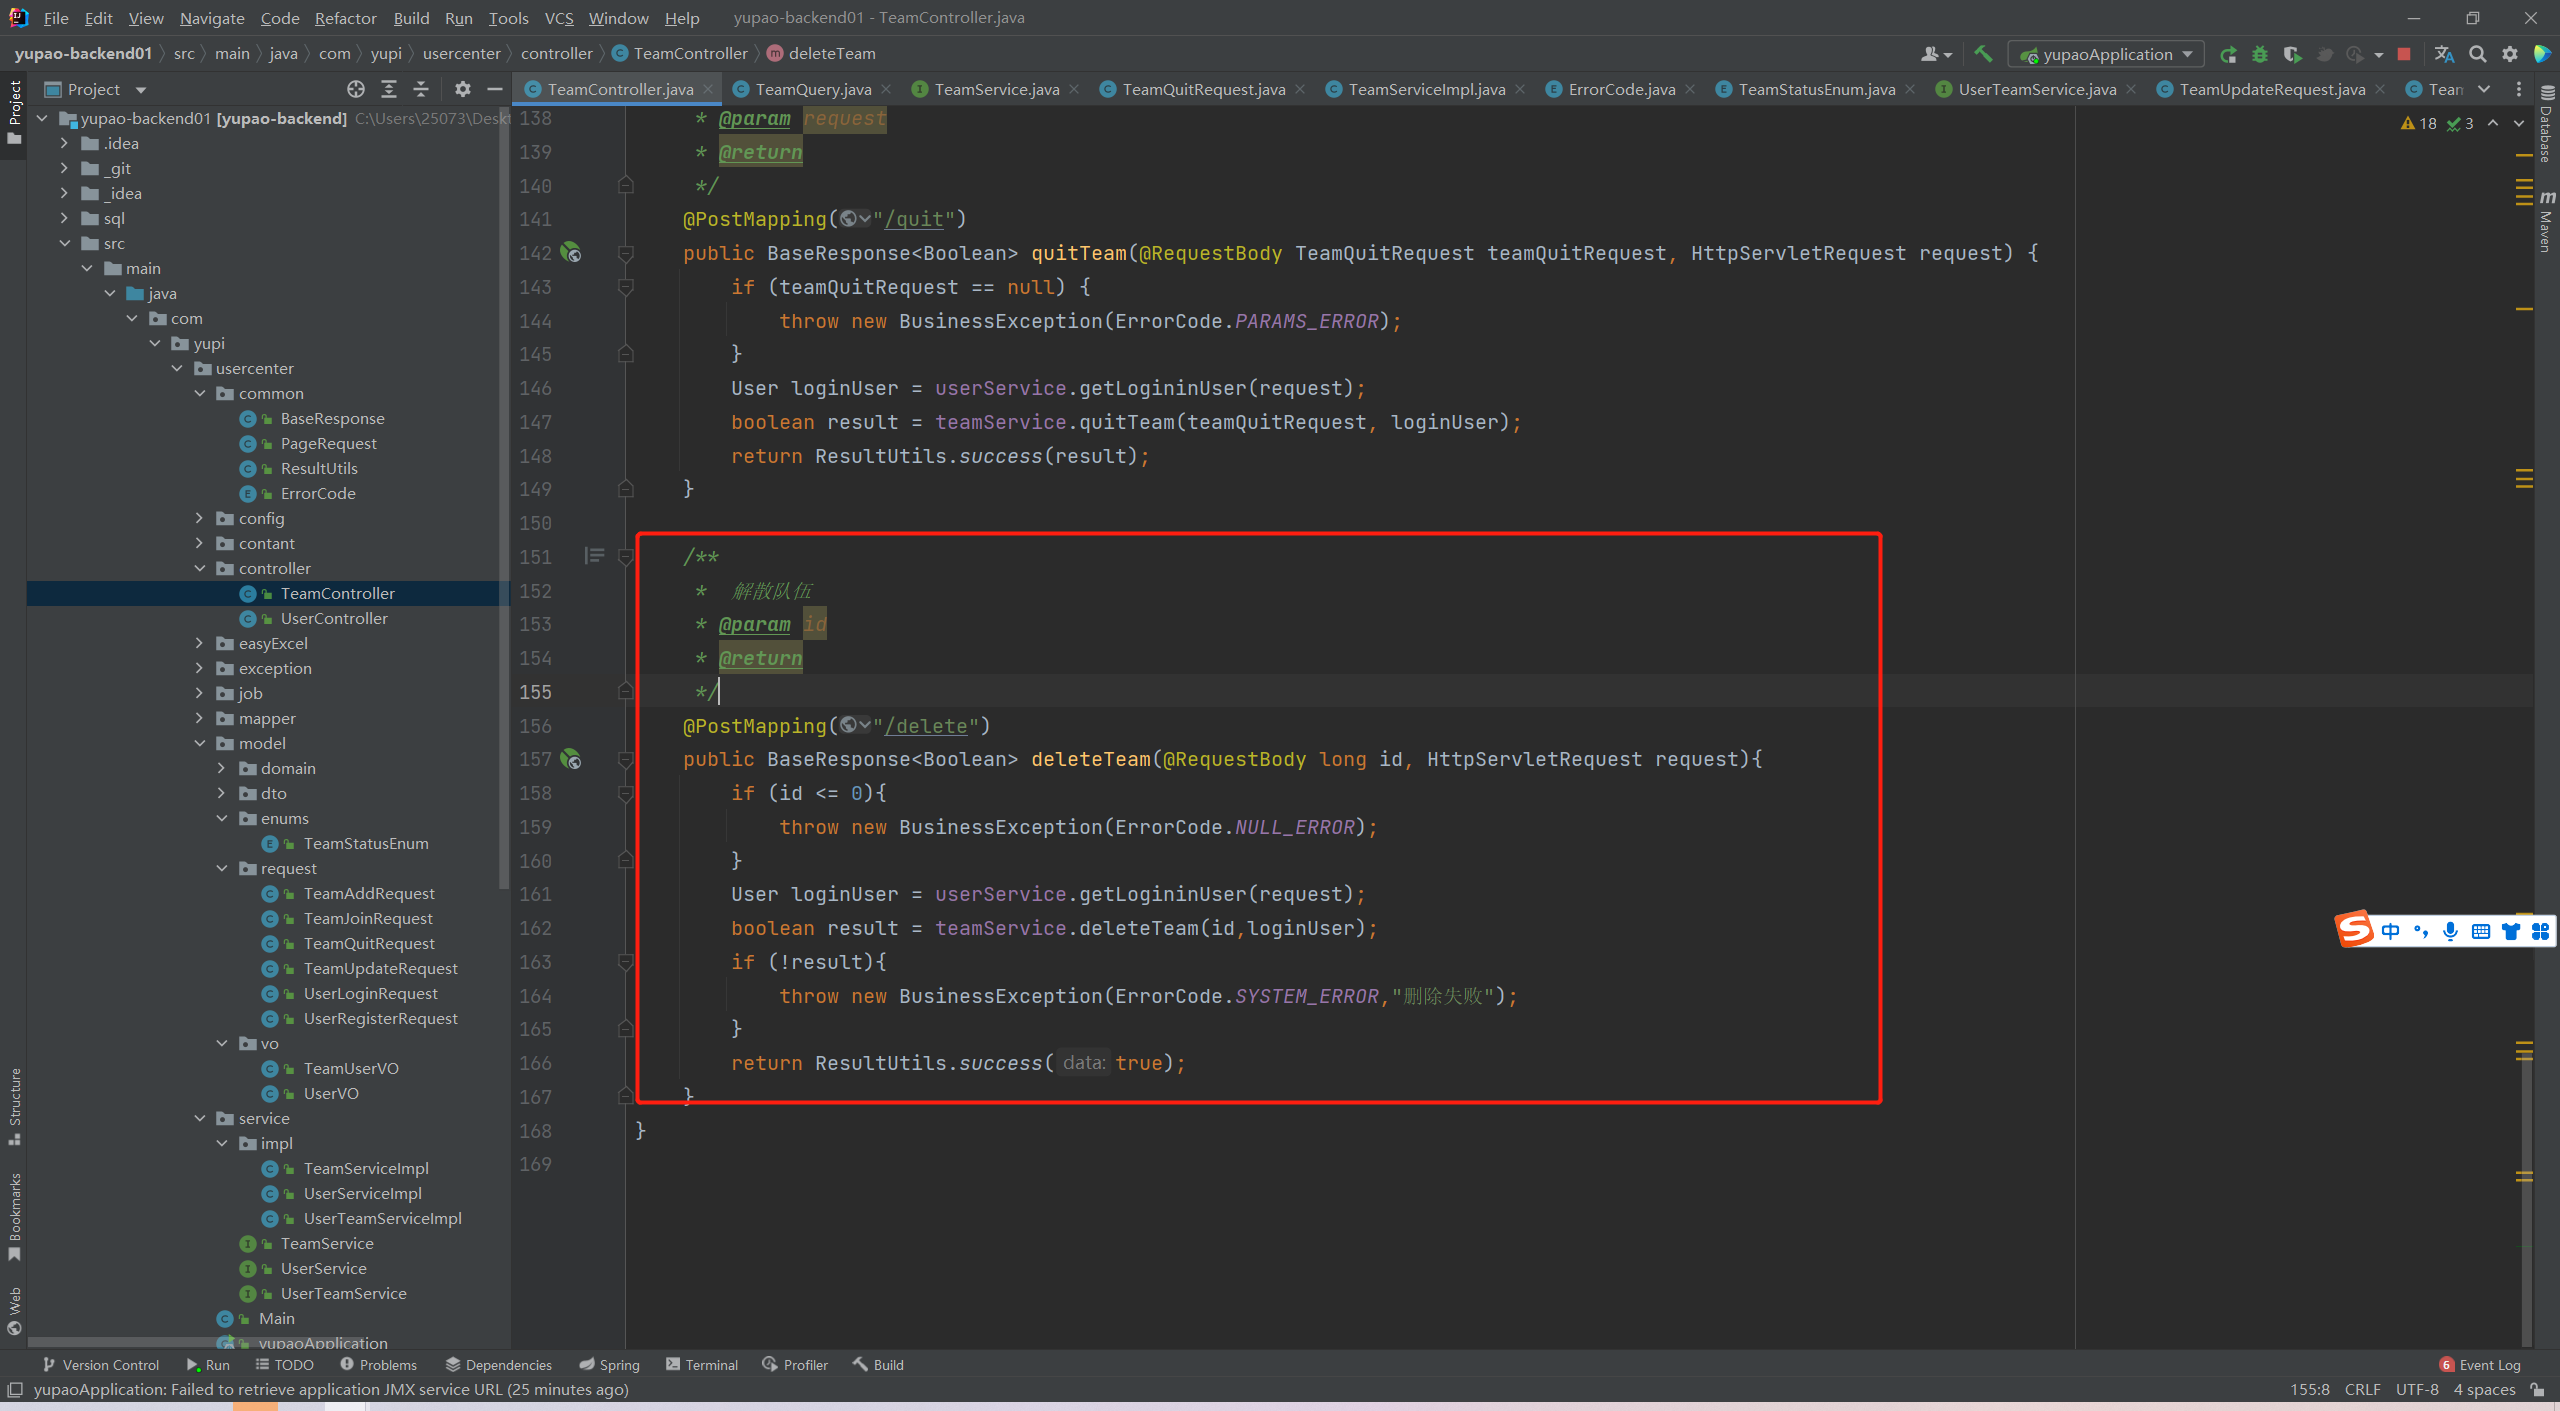 File Edit View Navigate Code Refactor Build Run Tools VCS Window Help yupao-backend01 - TeamController.java
yupao-backend01 src main java com yupi usercenter controller TeamController deleteTeam yupaoApplication
Project
TeamController.java TeamQuery.java TeamService.java TeamQuitRequest.java TeamServiceImpl.java ErrorCode.java TeamStatusEnum.java UserTeamService.java TeamUpdateRequest.java Team
18 3
Project
Structure
Bookmarks
Web
Database
Maven
yupao-backend01 [yupao-backend] C:\Users\25073\Deskt
.idea
_git
_idea
sql
src
main
java
com
yupi
usercenter
common
BaseResponse
PageRequest
ResultUtils
ErrorCode
config
contant
controller
TeamController
UserController
easyExcel
exception
job
mapper
model
domain
dto
enums
TeamStatusEnum
request
TeamAddRequest
TeamJoinRequest
TeamQuitRequest
TeamUpdateRequest
UserLoginRequest
UserRegisterRequest
vo
TeamUserVO
UserVO
service
impl
TeamServiceImpl
UserServiceImpl
UserTeamServiceImpl
TeamService
UserService
UserTeamService
Main
yupaoApplication
138 * @param request
139 * @return
140 */
141 @PostMapping("/quit")
142 public BaseResponse<Boolean> quitTeam(@RequestBody TeamQuitRequest teamQuitRequest, HttpServletRequest request) {
143 if (teamQuitRequest == null) {
144 throw new BusinessException(ErrorCode.PARAMS_ERROR);
145 }
146 User loginUser = userService.getLogininUser(request);
147 boolean result = teamService.quitTeam(teamQuitRequest, loginUser);
148 return ResultUtils.success(result);
149 }
150
151 /**
152 * 解散队伍
153 * @param id
154 * @return
155 */
156 @PostMapping("/delete")
157 public BaseResponse<Boolean> deleteTeam(@RequestBody long id, HttpServletRequest request){
158 if (id <= 0){
159 throw new BusinessException(ErrorCode.NULL_ERROR);
160 }
161 User loginUser = userService.getLogininUser(request);
162 boolean result = teamService.deleteTeam(id,loginUser);
163 if (!result){
164 throw new BusinessException(ErrorCode.SYSTEM_ERROR,"删除失败");
165 }
166 return ResultUtils.success( data: true);
167 }
168 }
169
中
Version Control Run TODO Problems Dependencies Spring Terminal Profiler Build 6 Event Log
yupaoApplication: Failed to retrieve application JMX service URL (25 minutes ago) 155:8 CRLF UTF-8 4 spaces